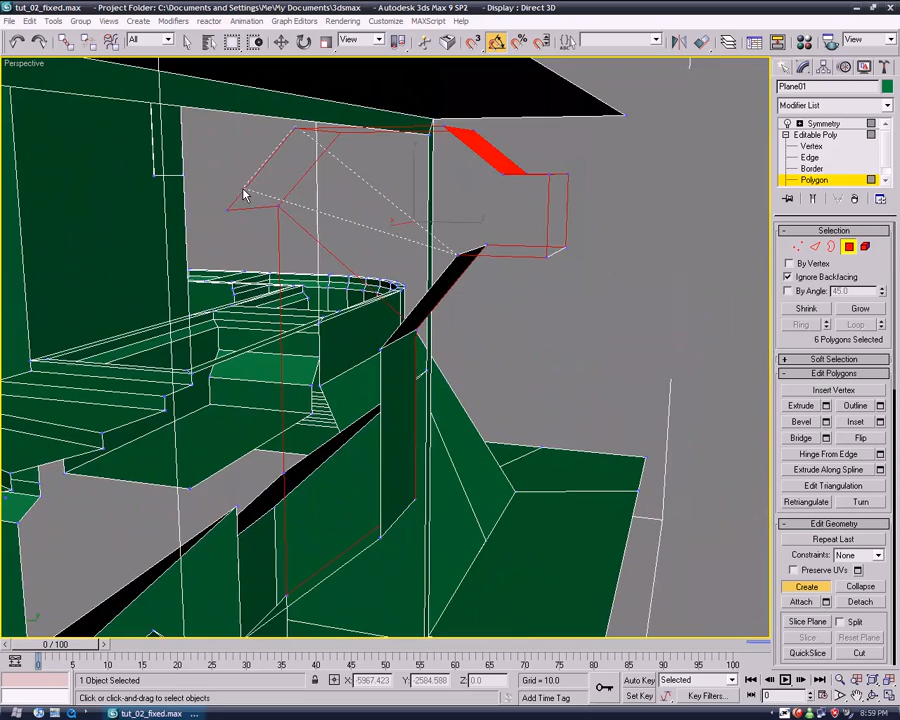 tut_02_fixed.max - Project Folder: C:\Documents and Settings\Me\My Documents\3dsmax - Autodesk 3ds Max 9 SP2 - Display : Direct 3D
File Edit Tools Group Views Create Modifiers reactor Animation Graph Editors Rendering Customize MAXScript Help
All View View
Perspective
Plane01
Modifier List
Symmetry
Editable Poly
Vertex
Edge
Border
Polygon
Selection
By Vertex
Ignore Backfacing
By Angle: 45.0
Shrink Grow
Ring Loop
6 Polygons Selected
Soft Selection
Edit Polygons
Insert Vertex
Extrude Outline
Bevel Inset
Bridge Flip
Hinge From Edge
Extrude Along Spline
Edit Triangulation
Retriangulate Turn
Edit Geometry
Repeat Last
Constraints: None
Preserve UVs
Create Collapse
Attach Detach
Slice Plane Split
Slice Reset Plane
QuickSlice Cut
0 / 100
0 5 10 15 20 25 30 35 40 45 50 55 60 65 70 75 80 85 90 95 100
1 Object Selected X: -5967.423 Y: -2584.588 Z: 0.0 Grid = 10.0 Auto Key Selected
Click or click-and-drag to select objects Add Time Tag Set Key Key Filters... 0
tut_02_fixed.max ... 8:59 PM